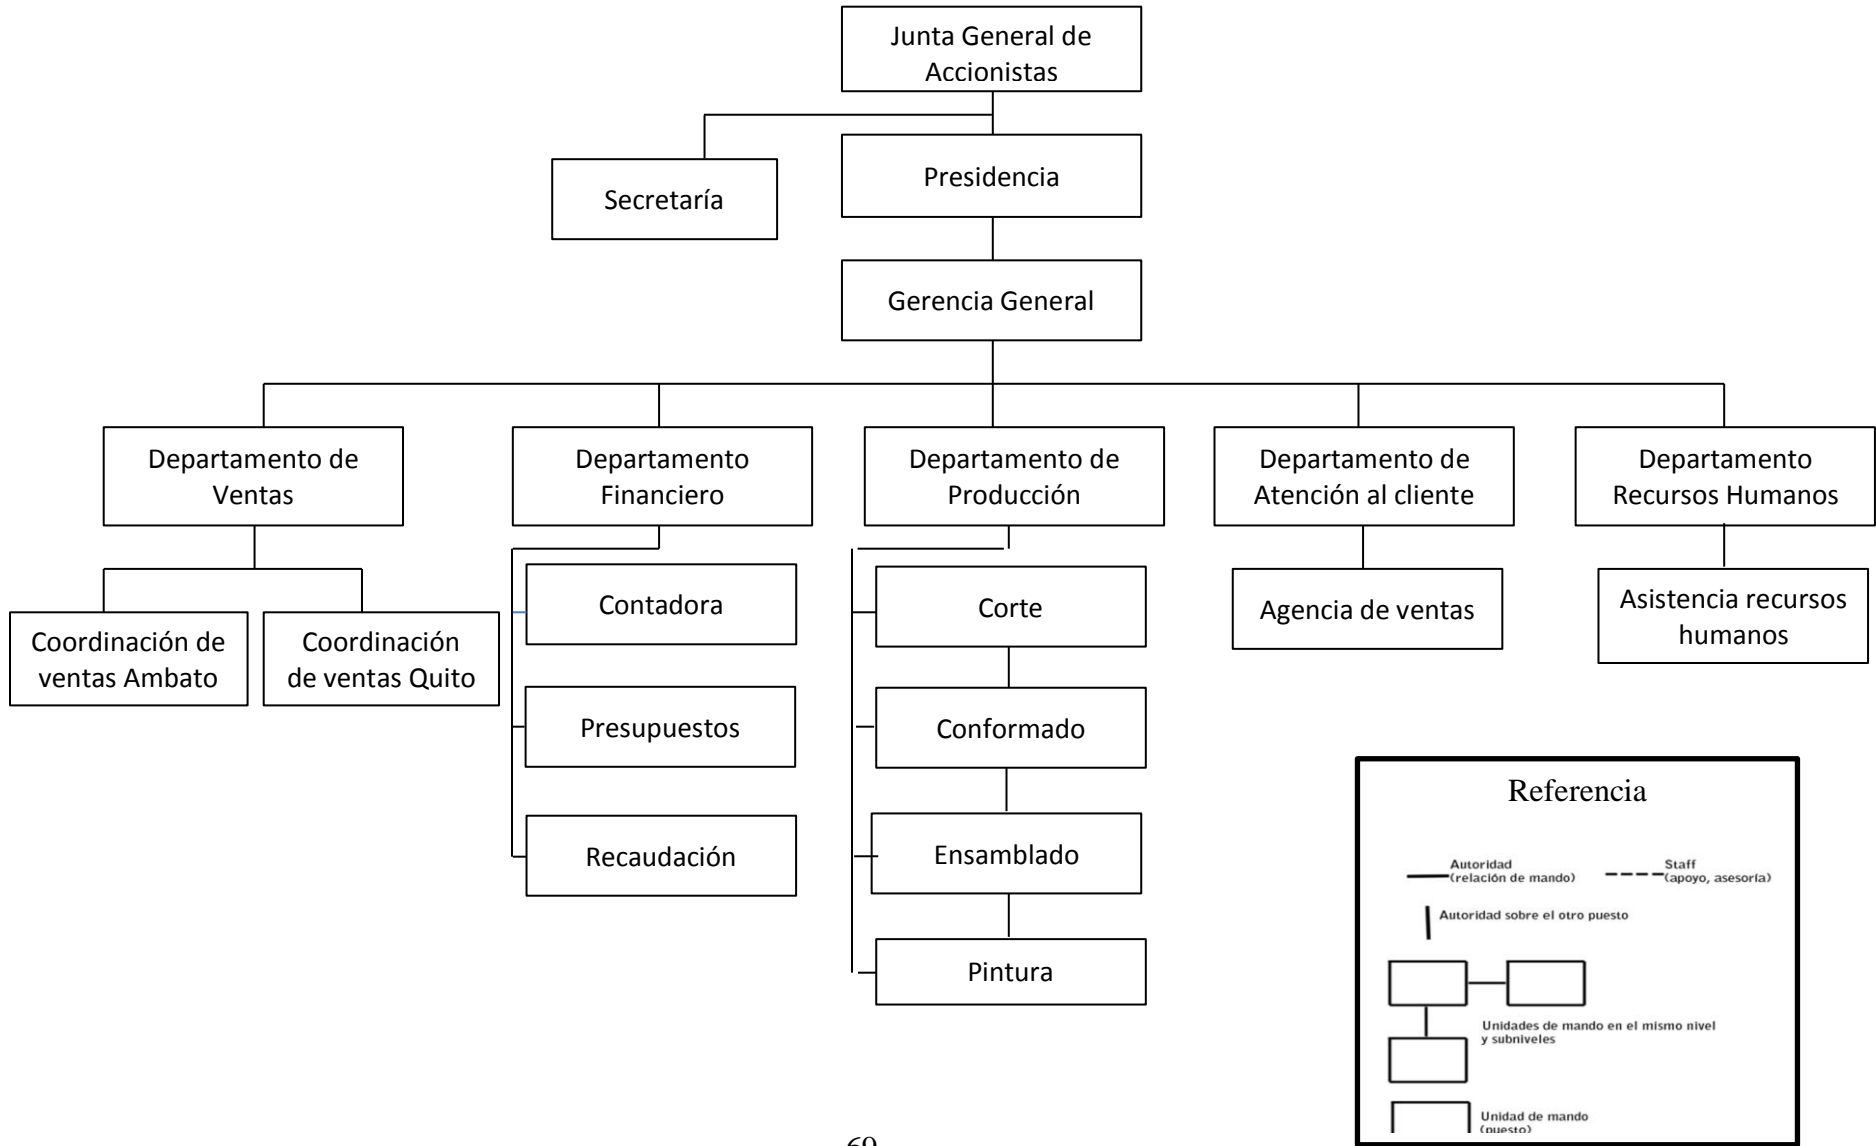 Junta General de
Accionistas
Secretaría
Presidencia
Gerencia General
Departamento de
Ventas
Departamento
Financiero
Departamento de
Producción
Departamento de
Atención al cliente
Departamento
Recursos Humanos
Coordinación de
ventas Ambato
Coordinación
de ventas Quito
Contadora
Presupuestos
Recaudación
Corte
Conformado
Ensamblado
Pintura
Agencia de ventas
Asistencia recursos
humanos
Referencia
Autoridad
(relación de mando)
Staff
(apoyo, asesoría)
Autoridad sobre el otro puesto
Unidades de mando en el mismo nivel
y subniveles
Unidad de mando
(puesto)
69